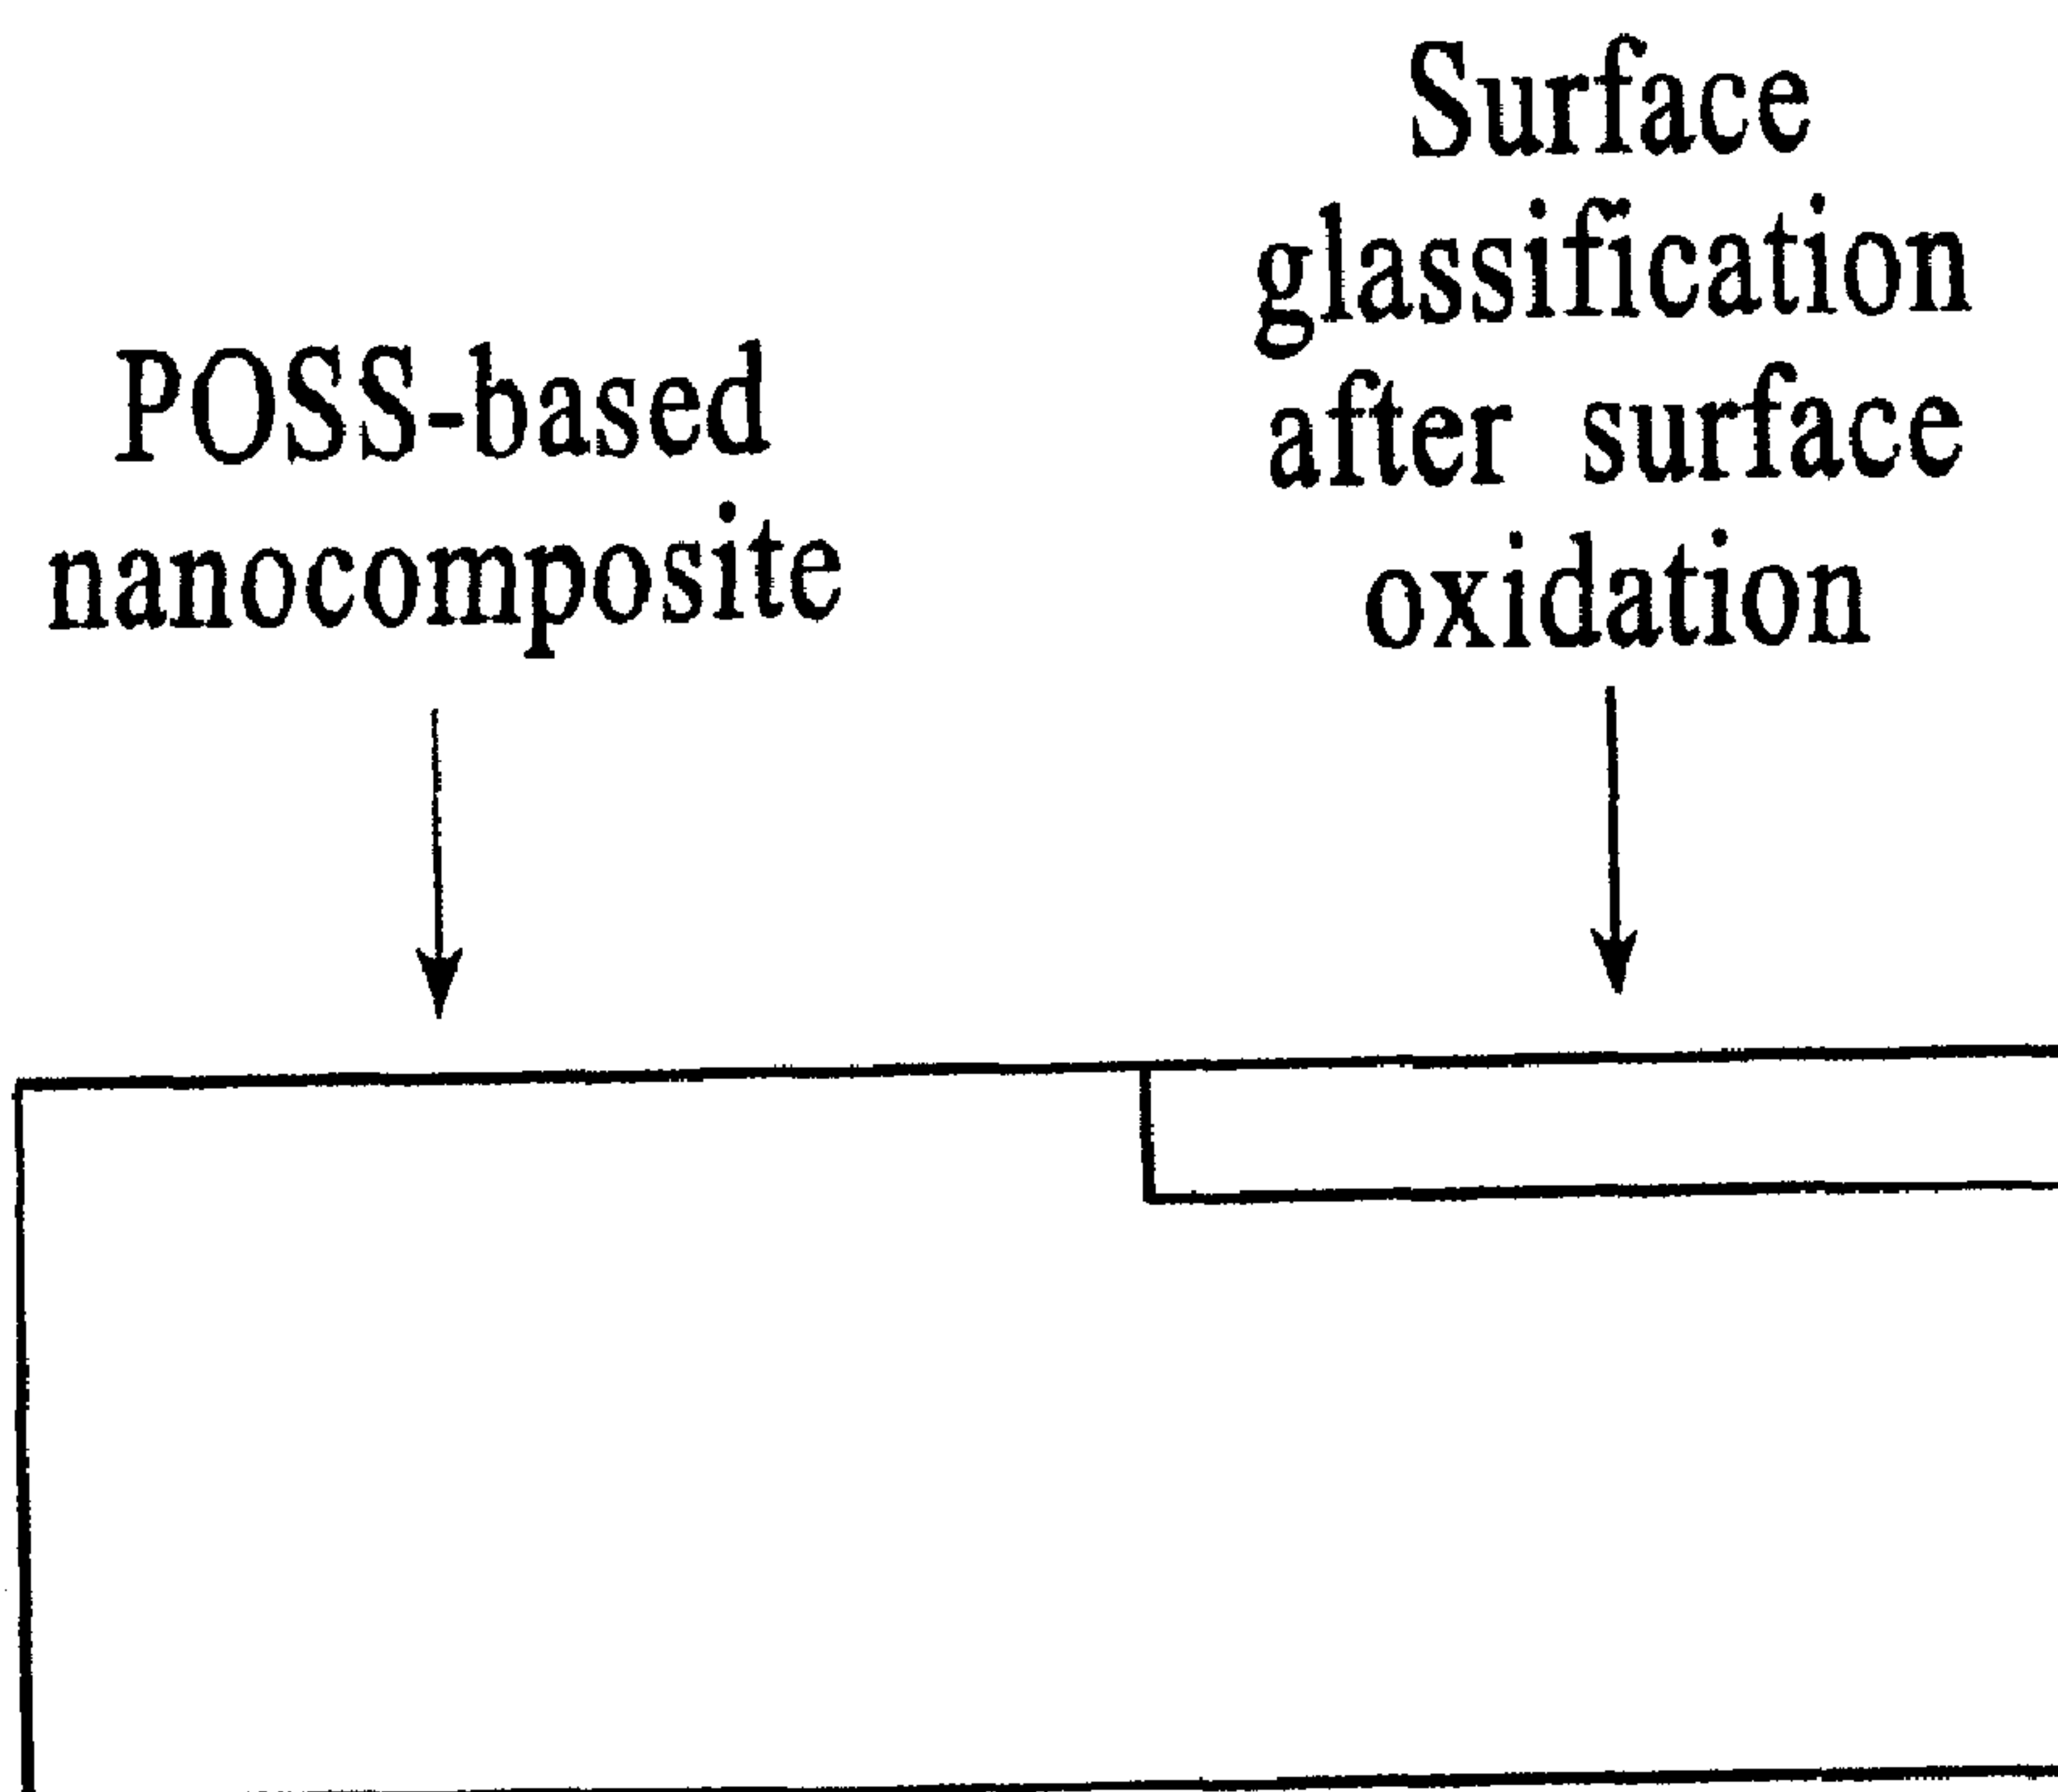 POSS-based
nanocomposite
Surface
glassification
after surface
oxidation